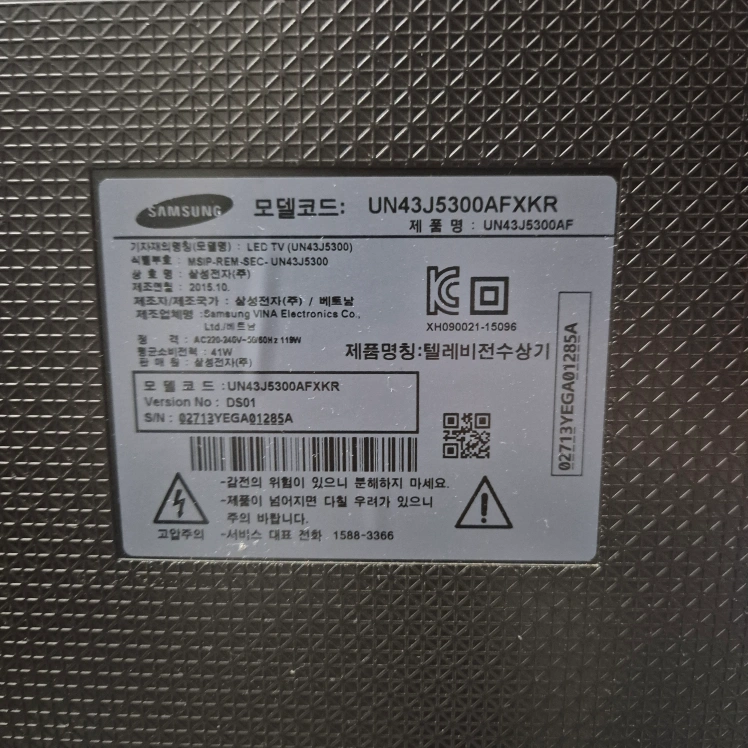 SAMSUNG 모델코드: UN43J5300AFXKR
제 품 명 : UN43J5300AF
기자재의명칭(모델명) : LED TV (UN43J5300)
식별부호 : MSIP-REM-SEC- UN43J5300
상 호 명 : 삼성전자(주)
제조연월 : 2015.10.
제조자/제조국가 : 삼성전자(주) / 베트남
제조업체명 :Samsung VINA Electronics Co.,
Ltd./베트남
정 격 : AC220-240V~50/60Hz 119W
평균소비전력 : 41W
판 매 원 : 삼성전자(주)
XH090021-15096
제품명칭:텔레비전수상기
모 델 코 드 :UN43J5300AFXKR
Version No : DS01
S/N : 02713YEGA01285A
02713YEGA01285A
-감전의 위험이 있으니 분해하지 마세요.
-제품이 넘어지면 다칠 우려가 있으니
주의 바랍니다.
고압주의 -서비스 대표 전화 1588-3366